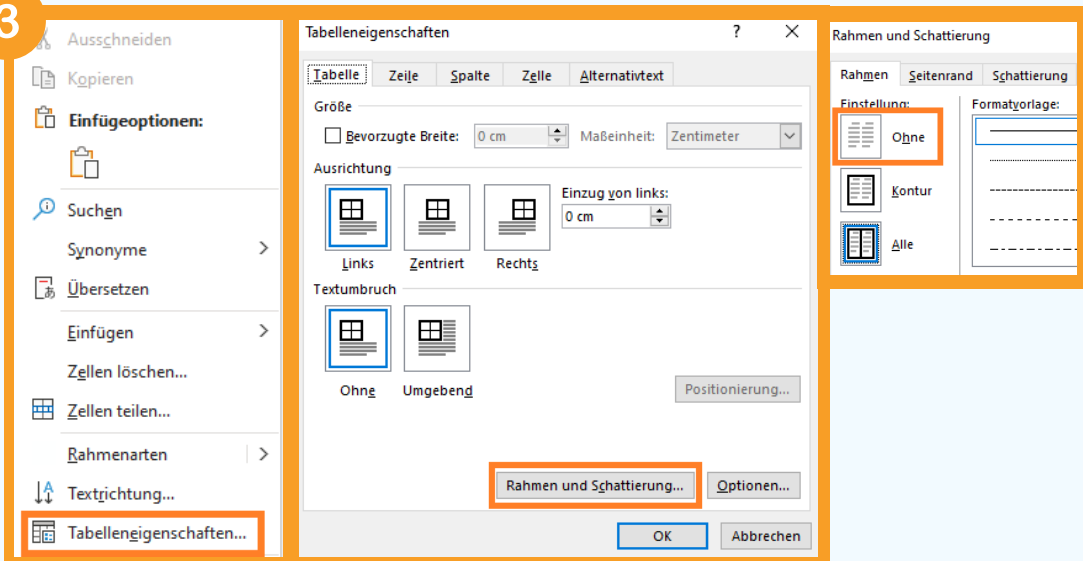 3
Ausschneiden
Kopieren
Einfügeoptionen:
Suchen
Synonyme
Übersetzen
Einfügen
Zellen löschen...
Zellen teilen...
Rahmenarten
Textrichtung...
Tabelleneigenschaften...
Tabelleneigenschaften
Tabelle Zeile Spalte Zelle Alternativtext
Größe
Bevorzugte Breite: 0 cm Maßeinheit: Zentimeter
Ausrichtung
Einzug von links:
0 cm
Links Zentriert Rechts
Textumbruch
Ohne Umgebend
Positionierung...
Rahmen und Schattierung... Optionen...
OK Abbrechen
Rahmen und Schattierung
Rahmen Seitenrand Schattierung
Einstellung: Formatvorlage:
Ohne
Kontur
Alle